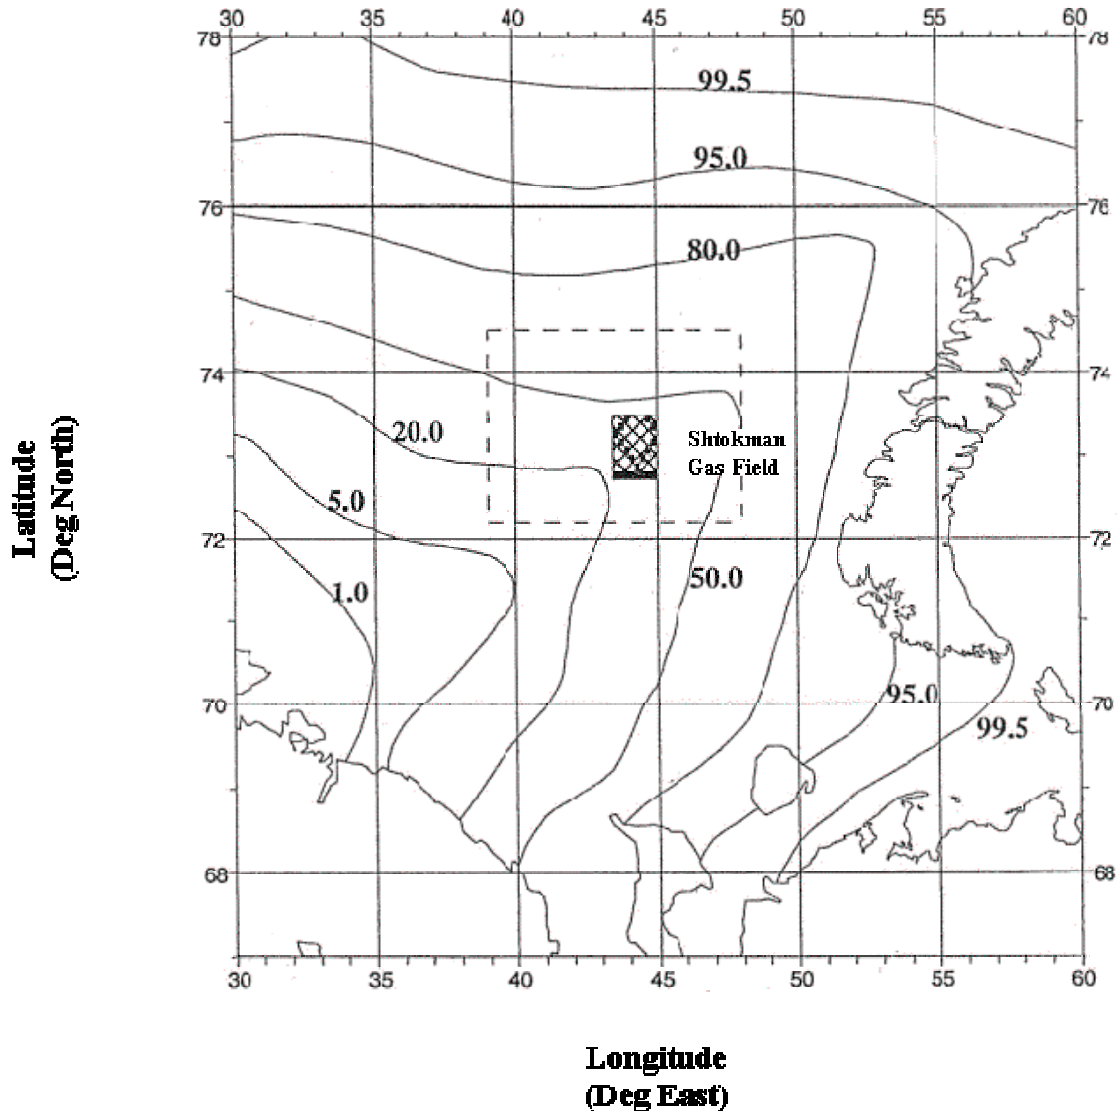 30 35 40 45 50 55 60
78 78
99.5
95.0
76 76
80.0
74 74
20.0
Shtokman
Gas Field
5.0
72 72
50.0
1.0
95.0
70 70
99.5
68 68
30 35 40 45 50 55 60
Latitude
(Deg North)
Longitude
(Deg East)